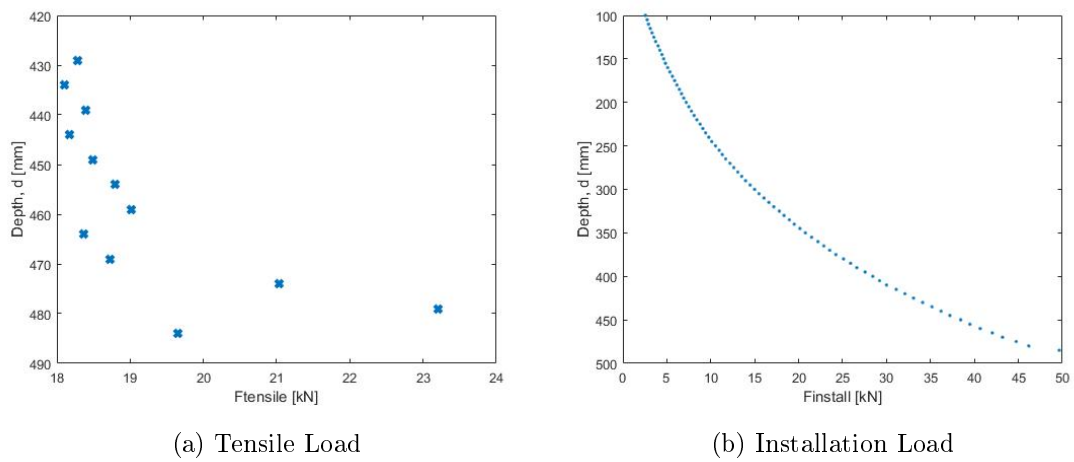 420
430
440
450
460
470
480
490
Depth, d [mm]
18 19 20 21 22 23 24
Ftensile [kN]
(a) Tensile Load
100
150
200
250
300
350
400
450
500
Depth, d [mm]
0 5 10 15 20 25 30 35 40 45 50
Finstall [kN]
(b) Installation Load